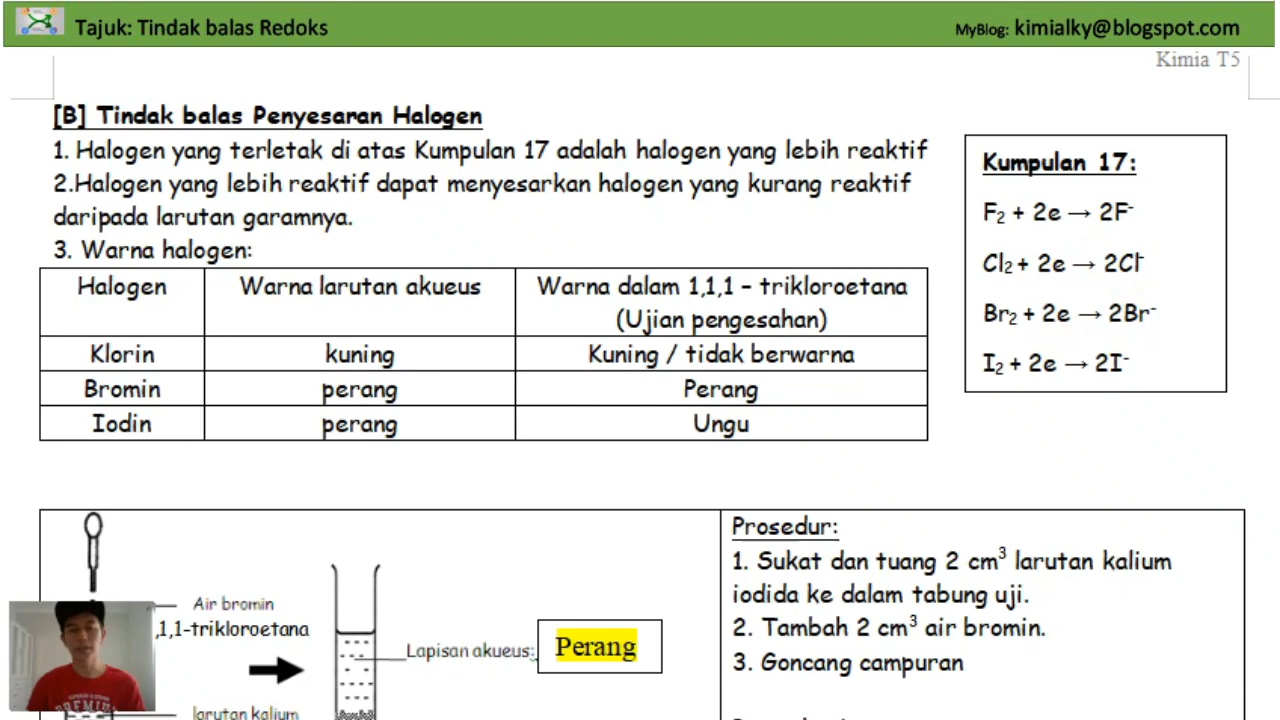 Tajuk: Tindak balas Redoks
MyBlog: kimialky@blogspot.com
Kimia T5
[B] Tindak balas Penyesaran Halogen
1. Halogen yang terletak di atas Kumpulan 17 adalah halogen yang lebih reaktif
2.Halogen yang lebih reaktif dapat menyesarkan halogen yang kurang reaktif
daripada larutan garamnya.
3. Warna halogen:
Halogen Warna larutan akueus Warna dalam 1,1,1 – trikloroetana
(Ujian pengesahan)
Klorin kuning Kuning / tidak berwarna
Bromin perang Perang
Iodin perang Ungu
Kumpulan 17:
F₂ + 2e → 2F⁻
Cl₂ + 2e → 2Cl⁻
Br₂ + 2e → 2Br⁻
I₂ + 2e → 2I⁻
Air bromin
,1,1-trikloroetana
larutan kalium
Lapisan akueus:
Perang
Prosedur:
1. Sukat dan tuang 2 cm³ larutan kalium
iodida ke dalam tabung uji.
2. Tambah 2 cm³ air bromin.
3. Goncang campuran